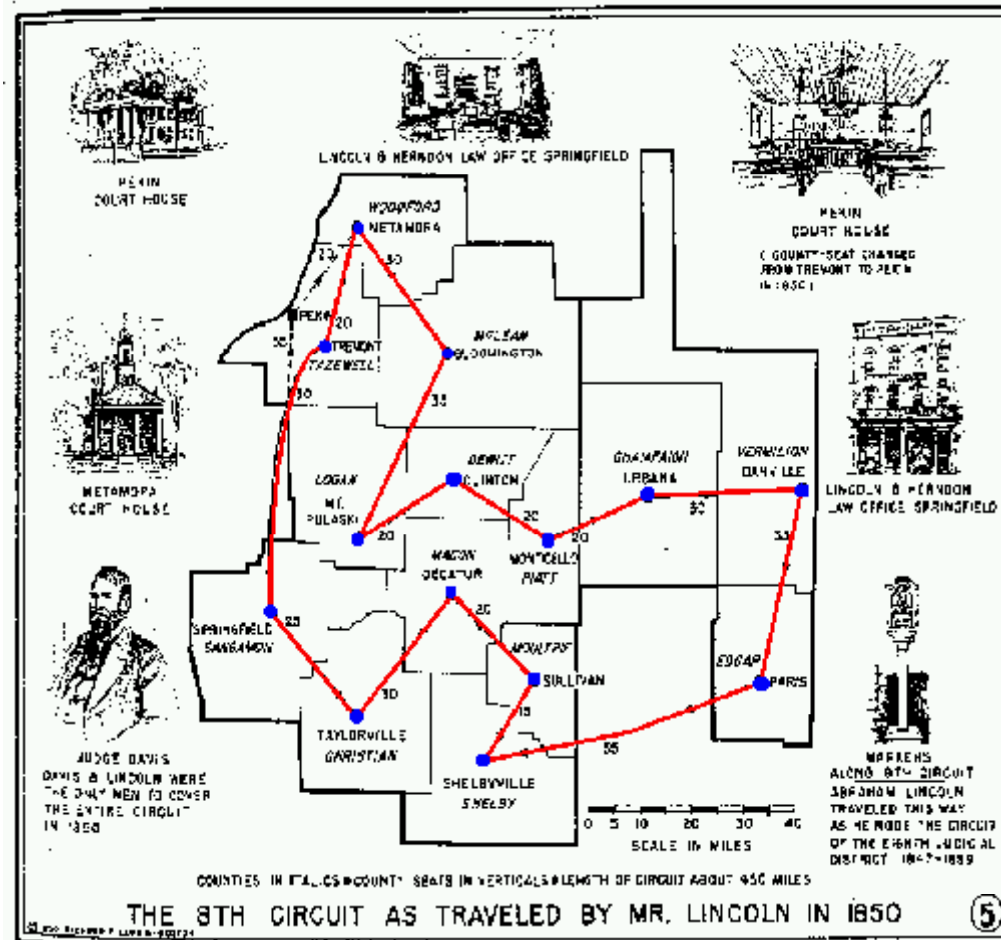 PEKIN
COURT HOUSE
LINCOLN & HERNDON LAW OFFICE SPRINGFIELD
PEKIN
COURT HOUSE
( COUNTY-SEAT CHANGED
FROM TREMONT TO PEKIN
IN 1850)
WOODFORD
METAMORA
20
30
PEKIN
20
35
TREMONT
TAZEWELL
McLEAN
BLOOMINGTON
METAMORA
COURT HOUSE
30
35
LOGAN
MT.
PULASKI
20
DEWITT
CLINTON
20
MONTICELLO
PIATT
20
CHAMPAIGN
URBANA
30
VERMILION
DANVILLE
LINCOLN & HERNDON
LAW OFFICE SPRINGFIELD
35
MACON
DECATUR
20
SPRINGFIELD
SANGAMON
25
30
TAYLORVILLE
CHRISTIAN
MOULTRIE
SULLIVAN
15
SHELBYVILLE
SHELBY
55
EDGAR
PARIS
JUDGE DAVIS
DAVIS & LINCOLN WERE
THE ONLY MEN TO COVER
THE ENTIRE CIRCUIT
IN 1850
MARKERS
ALONG 8TH CIRCUIT
ABRAHAM LINCOLN
TRAVELED THIS WAY
AS HE RODE THE CIRCUIT
OF THE EIGHTH JUDICIAL
DISTRICT 1847-1859
0 5 10 20 30 40
SCALE IN MILES
COUNTIES IN ITALICS COUNTY SEATS IN VERTICALS LENGTH OF CIRCUIT ABOUT 450 MILES
THE 8TH CIRCUIT AS TRAVELED BY MR. LINCOLN IN 1850
5